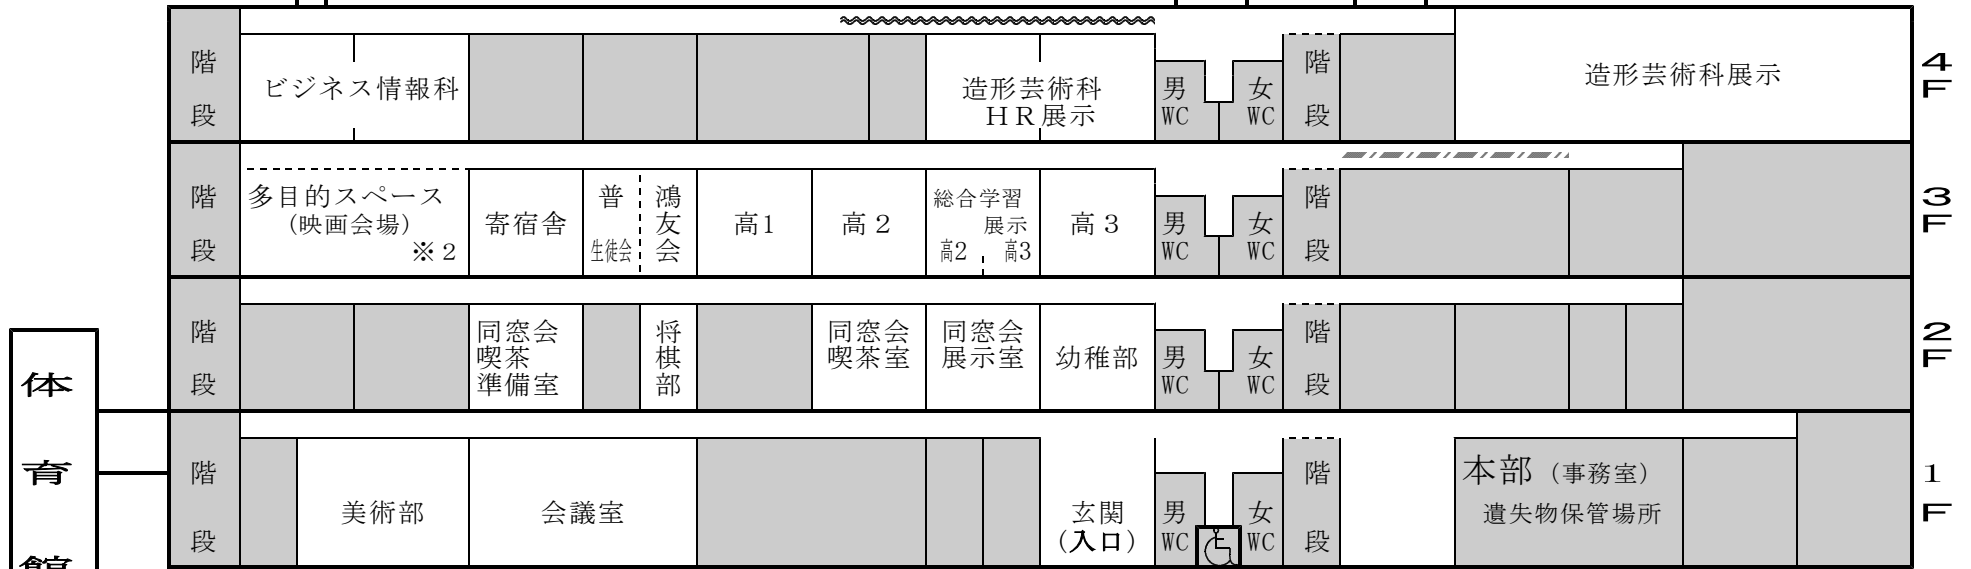 階段
ビジネス情報科
造形芸術科
ＨＲ展示
男
WC
女
WC
階段
造形芸術科展示
4F
階段
多目的スペース
(映画会場)
※２
寄宿舎
普
生徒会
鴻友会
高1
高２
総合学習
展示
高2
高3
高３
男
WC
女
WC
階段
3F
階段
同窓会
喫茶
準備室
将棋部
同窓会
喫茶室
同窓会
展示室
幼稚部
男
WC
女
WC
階段
2F
体育館
階段
美術部
会議室
玄関
(入口)
男
WC
女
WC
階段
本部（事務室）
遺失物保管場所
1F